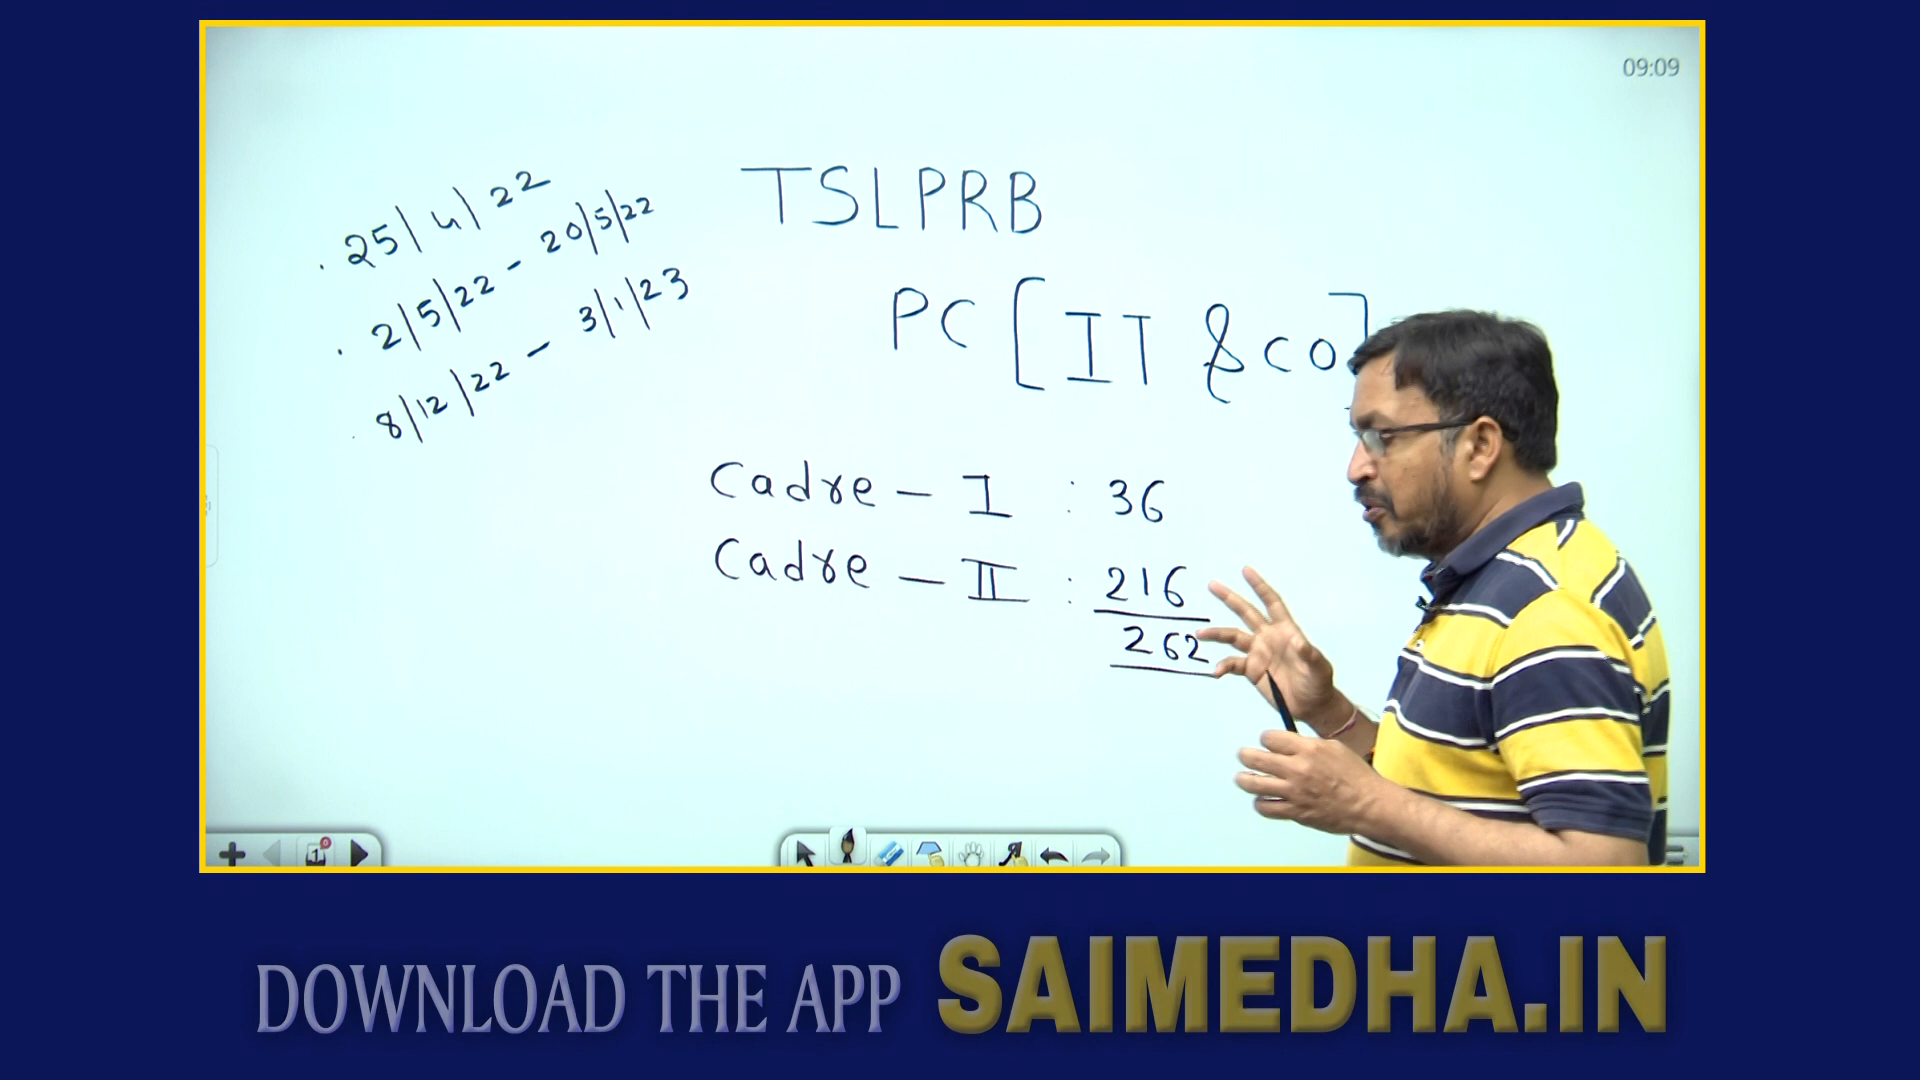 09:09
TSLPRB
25/4/22
2/5/22 - 20/5/22
8/12/22 - 3/1/23
PC [IT & CO]
Cadre - I : 36
Cadre - II : 216
262
1
DOWNLOAD THE APP SAIMEDHA.IN